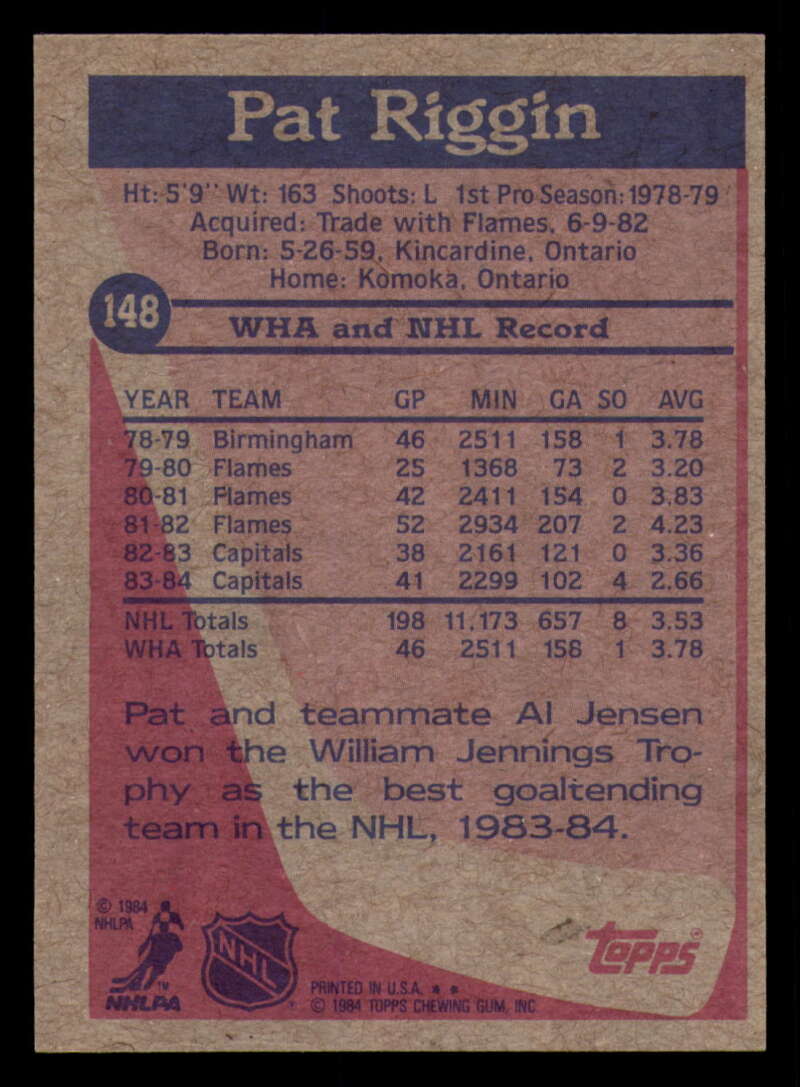 Pat Riggin
Ht: 5'9" Wt: 163 Shoots: L 1st Pro Season: 1978-79
Acquired: Trade with Flames, 6-9-82
Born: 5-26-59, Kincardine, Ontario
Home: Komoka, Ontario
148
WHA and NHL Record
YEAR TEAM GP MIN GA SO AVG
78-79 Birmingham 46 2511 158 1 3.78
79-80 Flames 25 1368 73 2 3.20
80-81 Flames 42 2411 154 0 3.83
81-82 Flames 52 2934 207 2 4.23
82-83 Capitals 38 2161 121 0 3.36
83-84 Capitals 41 2299 102 4 2.66
NHL Totals 198 11,173 657 8 3.53
WHA Totals 46 2511 158 1 3.78
Pat and teammate Al Jensen
won the William Jennings Tro-
phy as the best goaltending
team in the NHL, 1983-84.
© 1984
NHLPA
TM
NHLPA
NHL
®
topps®
PRINTED IN U.S.A. * *
© 1984 TOPPS CHEWING GUM, INC